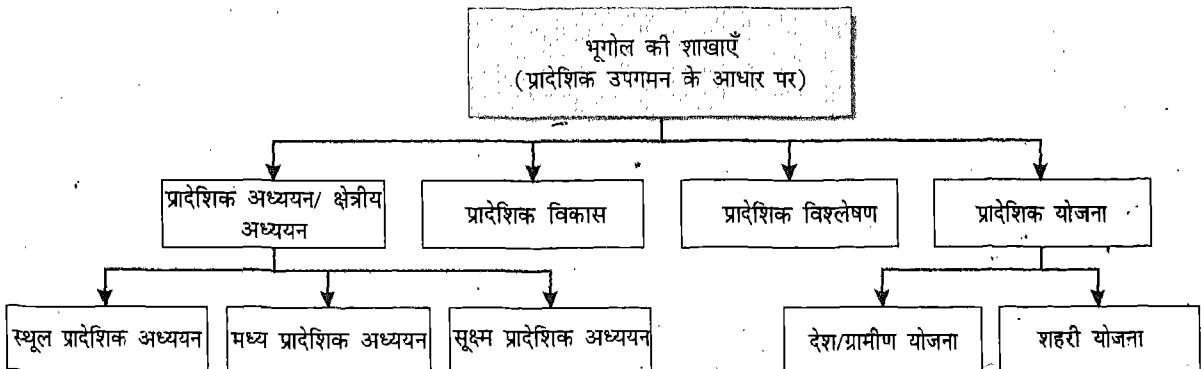 भूगोल की शाखाएँ
(प्रादेशिक उपगमन के आधार पर)
प्रादेशिक अध्ययन/ क्षेत्रीय
अध्ययन
प्रादेशिक विकास
प्रादेशिक विश्लेषण
प्रादेशिक योजना
स्थूल प्रादेशिक अध्ययन
मध्य प्रादेशिक अध्ययन
सूक्ष्म प्रादेशिक अध्ययन
देश/ग्रामीण योजना
शहरी योजना